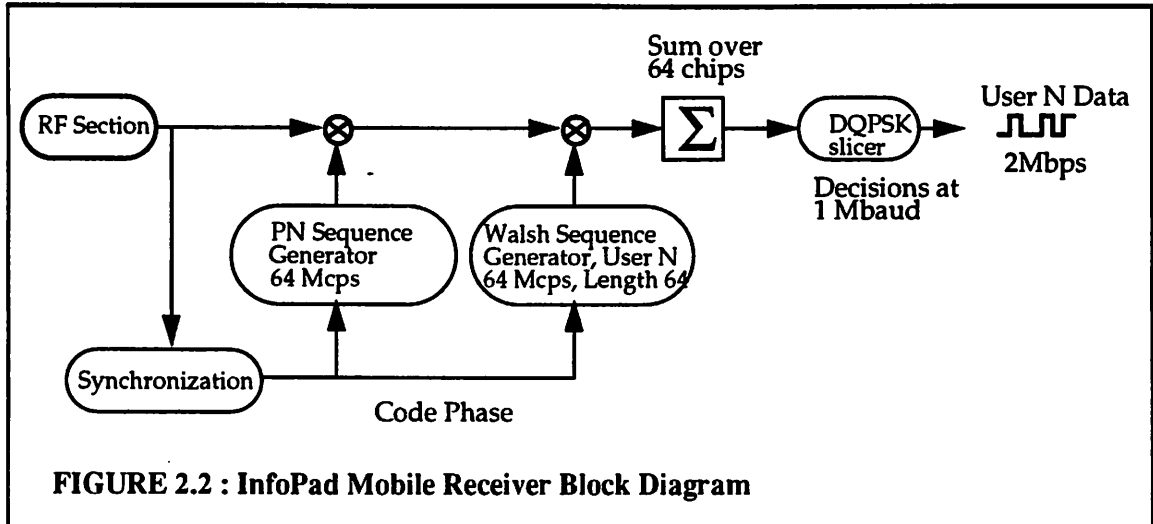 Sum over
64 chips
RF Section
Σ
DQPSK
slicer
User N Data
2Mbps
Decisions at
1 Mbaud
PN Sequence
Generator
64 Mcps
Walsh Sequence
Generator, User N
64 Mcps, Length 64
Synchronization
Code Phase
FIGURE 2.2 : InfoPad Mobile Receiver Block Diagram